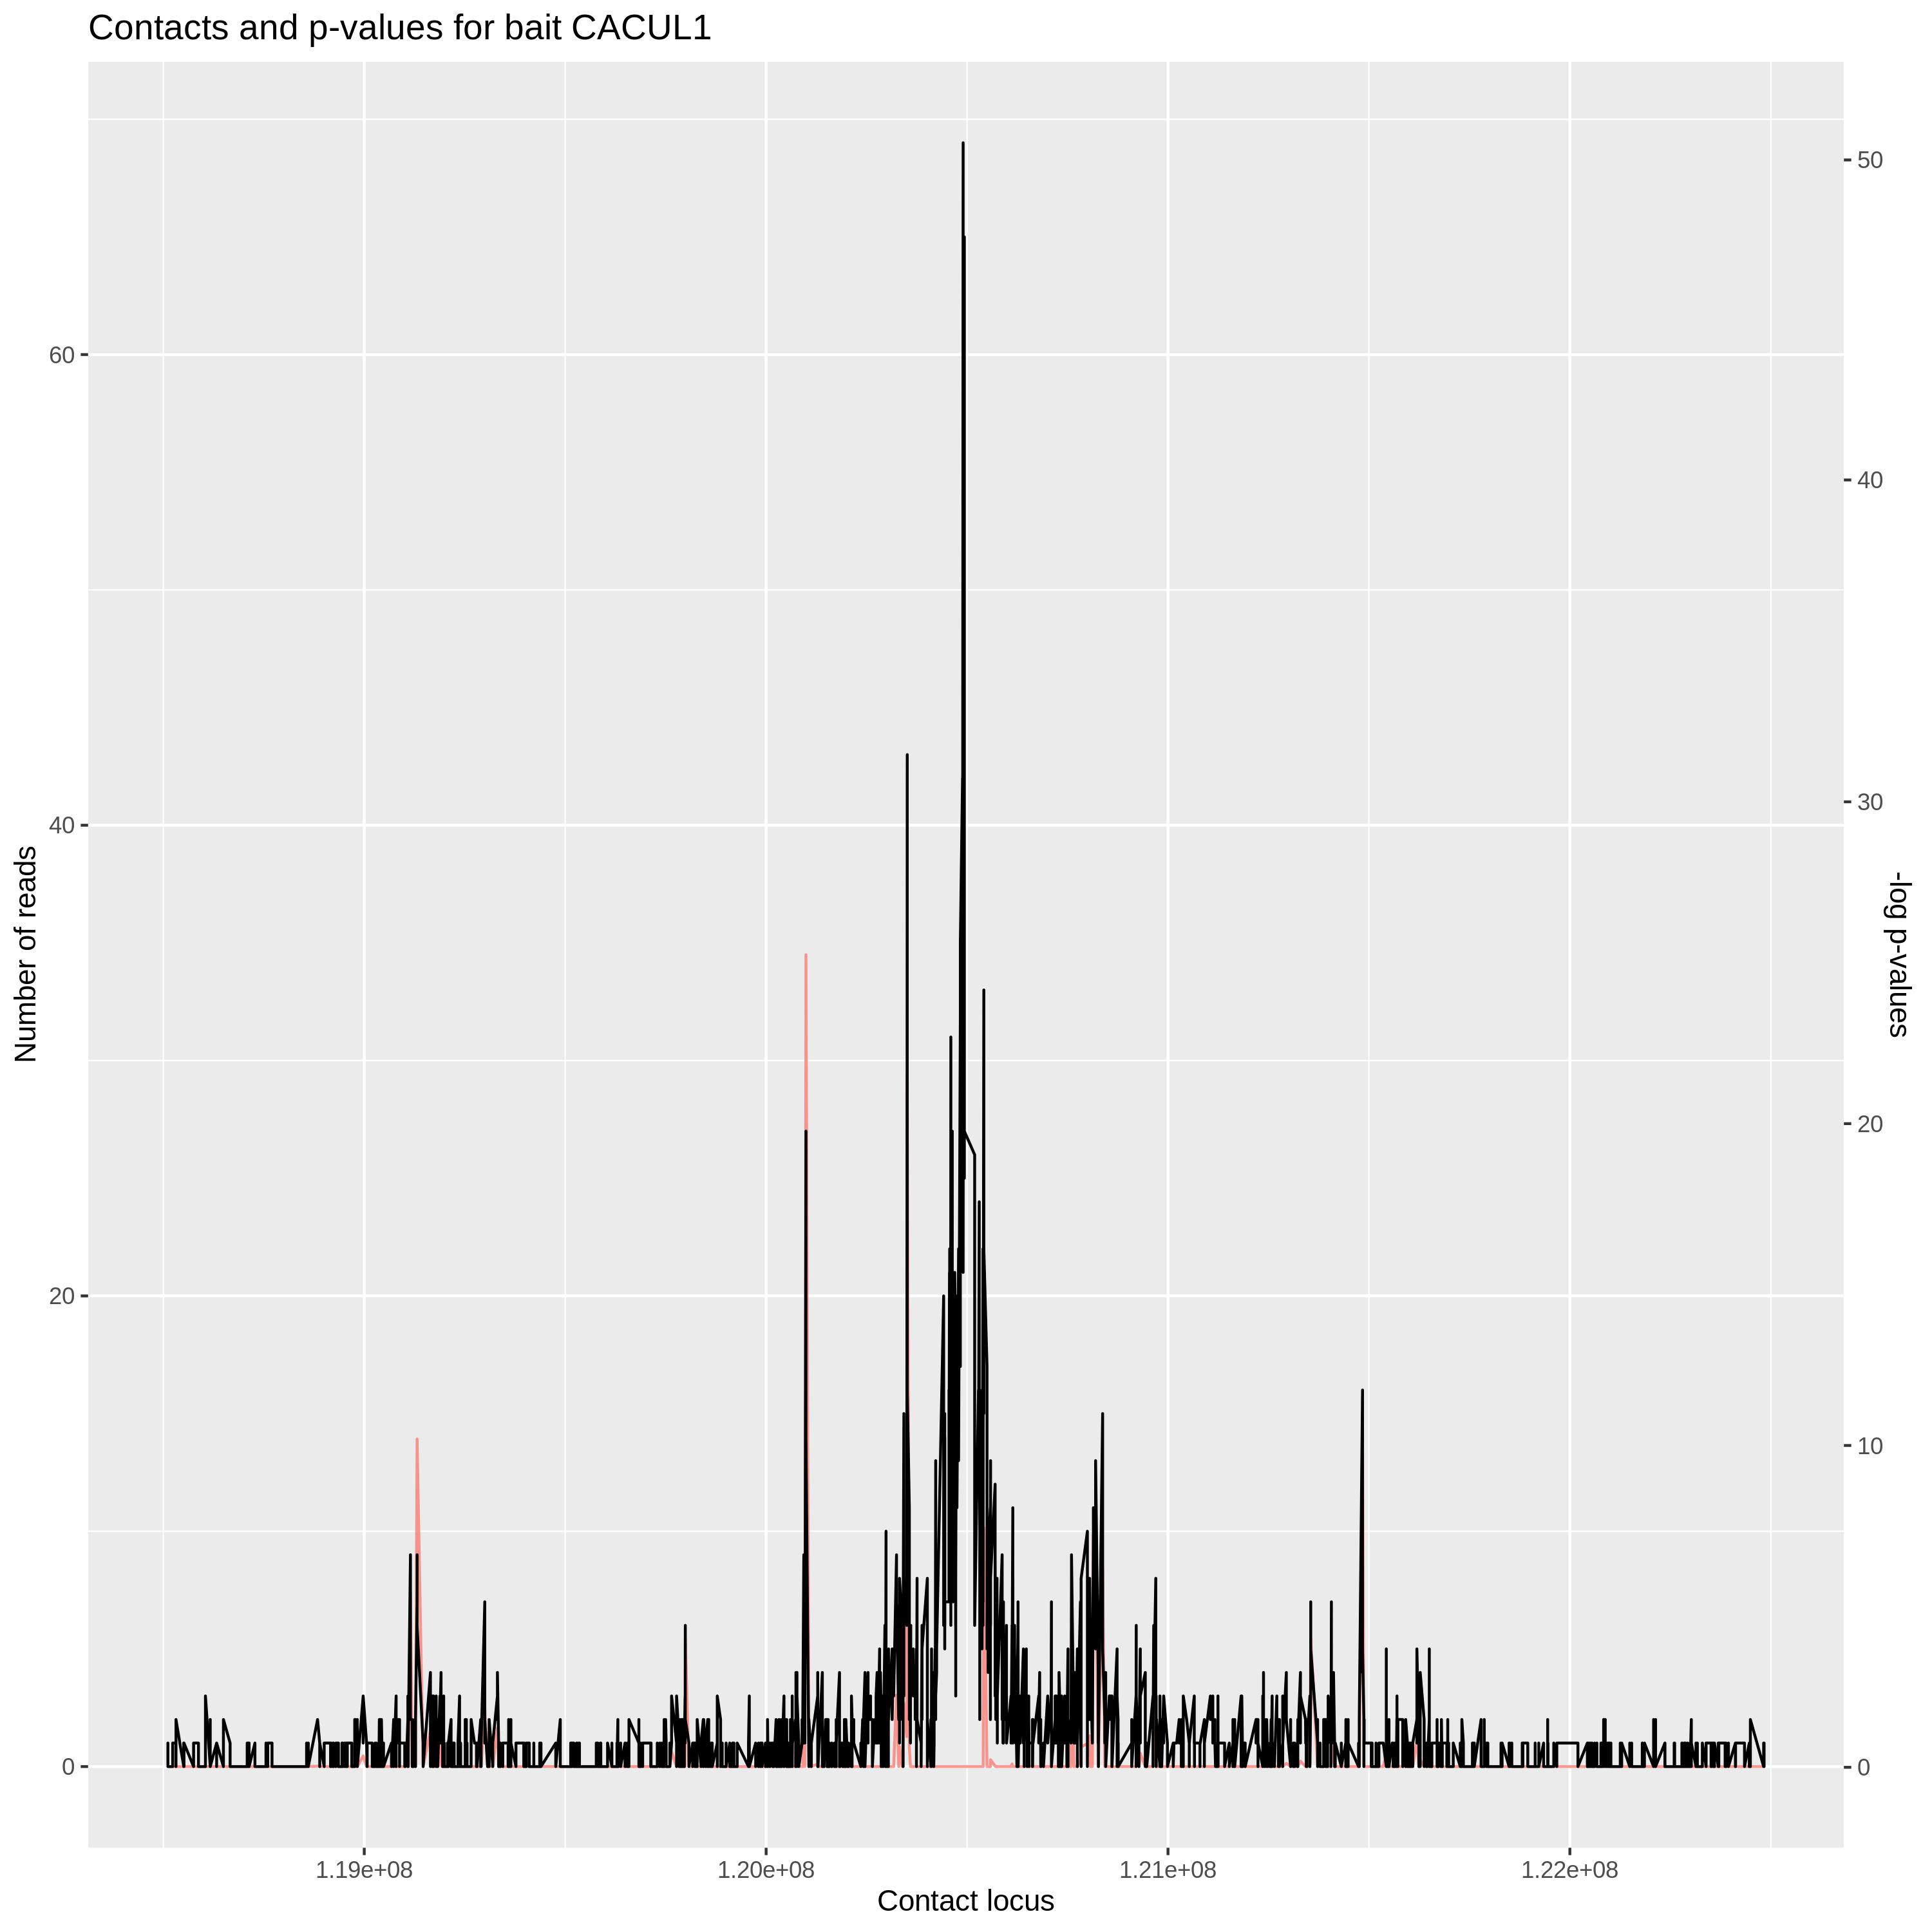 Contacts and p-values for bait CACUL1
Number of reads
60
40
20
0
50
40
30
20
10
0
-log p-values
1.19e+08 1.20e+08 1.21e+08 1.22e+08
Contact locus